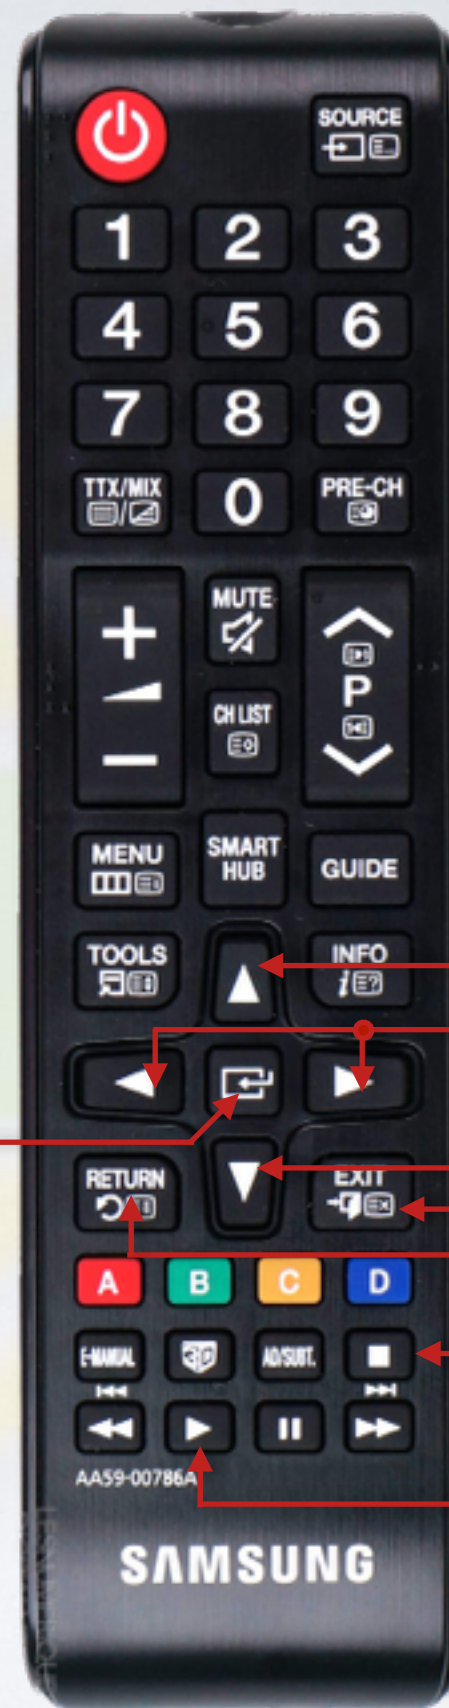 SOURCE
1 2 3
4 5 6
7 8 9
TTX/MIX 0 PRE-CH
MUTE
P
CH LIST
MENU SMART HUB GUIDE
TOOLS INFO
RETURN EXIT
A B C D
E-MANUAL 3D AD/SUBT.
AA59-00786A
SAMSUNG